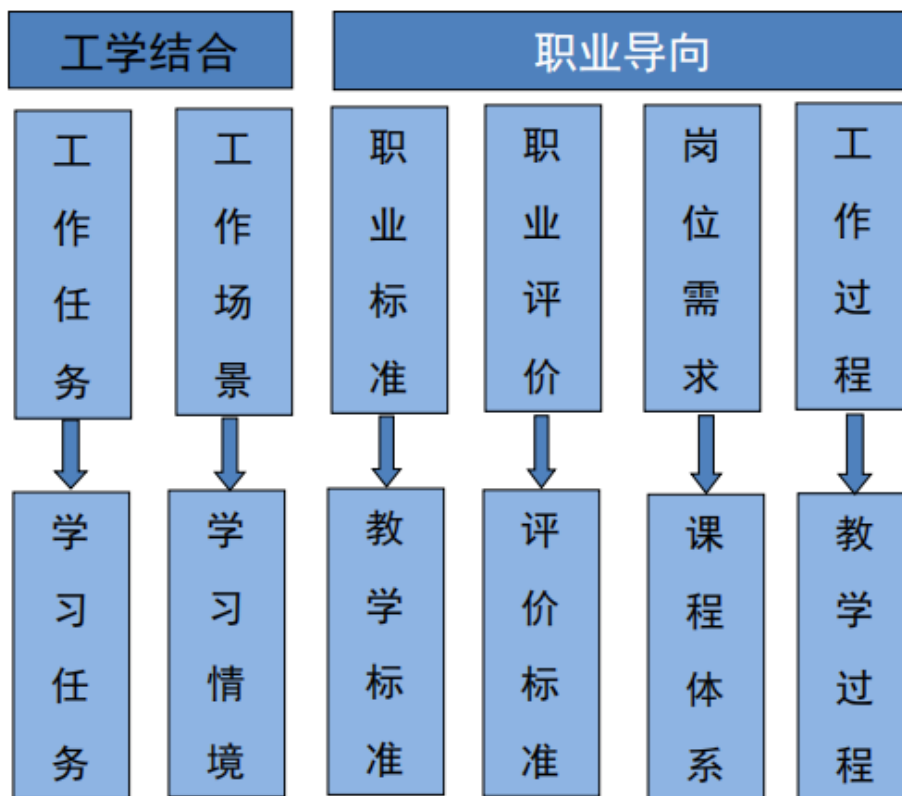 工学结合
职业导向
工作任务
工作场景
职业标准
职业评价
岗位需求
工作过程
学习任务
学习情境
教学标准
评价标准
课程体系
教学过程